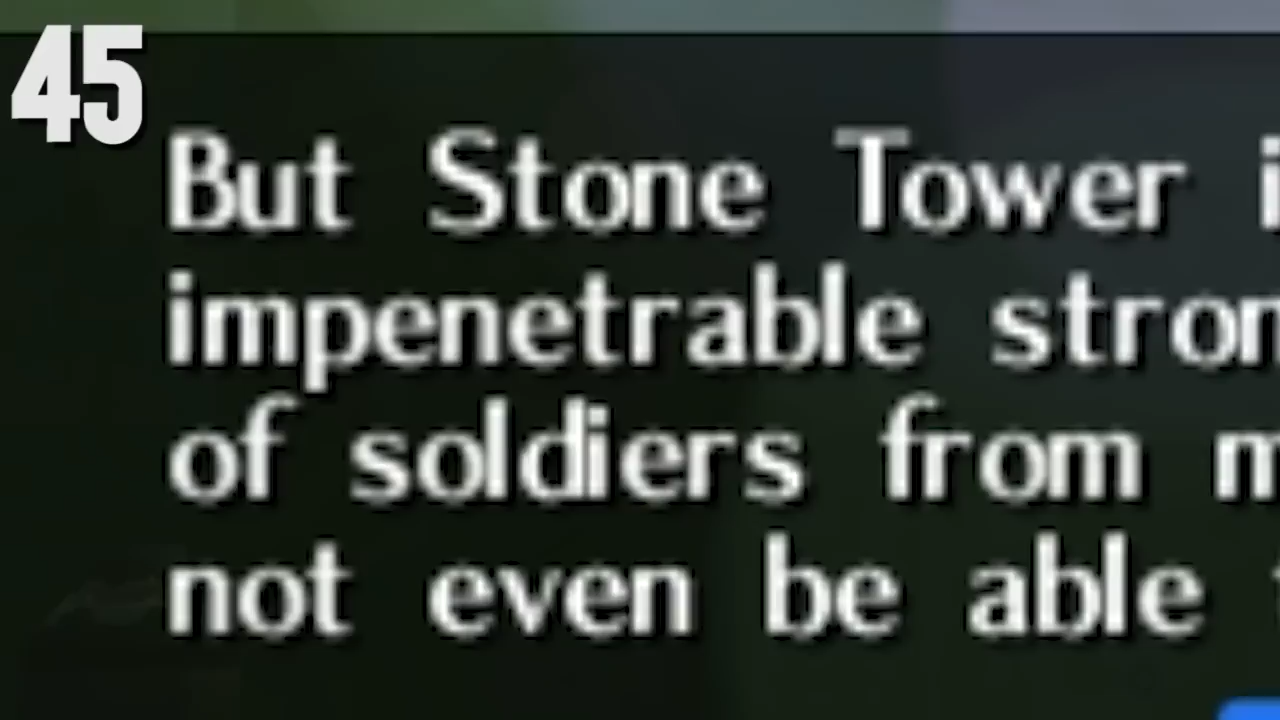 45
But Stone Tower i
impenetrable stron
of soldiers from m
not even be able